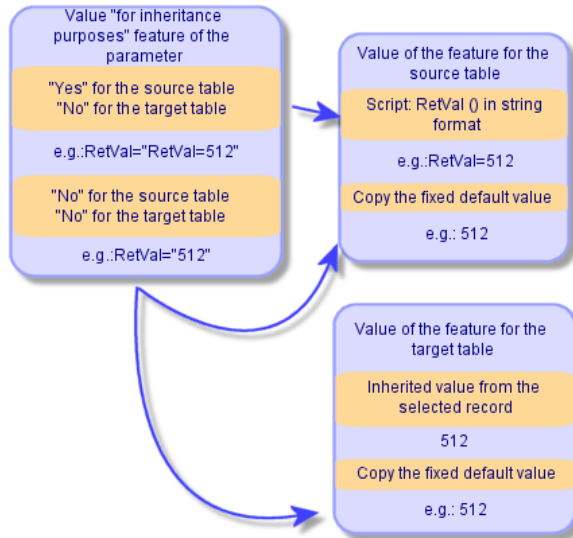 Value "for inheritance
purposes" feature of the
parameter
"Yes" for the source table
"No" for the target table
e.g.:RetVal="RetVal=512"
"No" for the source table
"No" for the target table
e.g.:RetVal="512"
Value of the feature for the
source table
Script: RetVal () in string
format
e.g.:RetVal=512
Copy the fixed default value
e.g.: 512
Value of the feature for the
target table
Inherited value from the
selected record
512
Copy the fixed default value
e.g.: 512